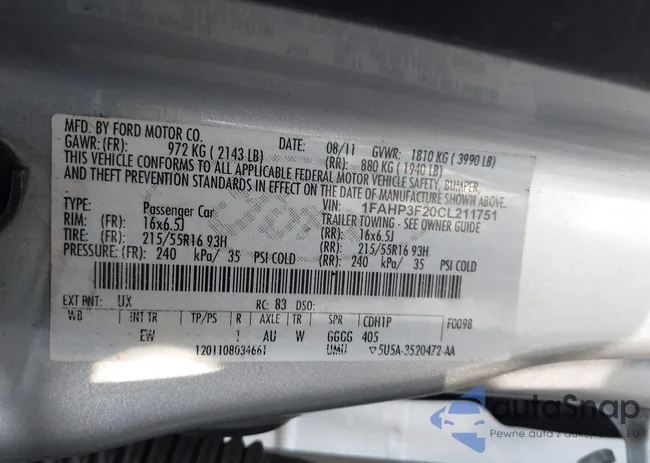 MFD. BY FORD MOTOR CO.
DATE: 08/11 GVWR: 1810 KG ( 3990 LB)
GAWR: (FR): 972 KG ( 2143 LB) (RR): 880 KG ( 1940 LB)
THIS VEHICLE CONFORMS TO ALL APPLICABLE FEDERAL MOTOR VEHICLE SAFETY, BUMPER,
AND THEFT PREVENTION STANDARDS IN EFFECT ON THE DATE OF MANUFACTURE SHOWN ABOVE.
VIN: 1FAHP3F20CL211751
TYPE: Passenger Car TRAILER TOWING - SEE OWNER GUIDE
RIM: (FR): 16x6.5J (RR): 16x6.5J
TIRE: (FR): 215/55R16 93H (RR): 215/55R16 93H
PRESSURE: (FR): 240 kPa/ 35 PSI COLD (RR): 240 kPa/ 35 PSI COLD
EXT PNT: UX RC: 83 DSO:
WB INT TR TP/PS R AXLE TR SPR CDH1P F0098
EW 1 AU W GGGG 405
1201108034661 UMII ▽5U5A-3520472-AA
autoSnap
Pewne auta z